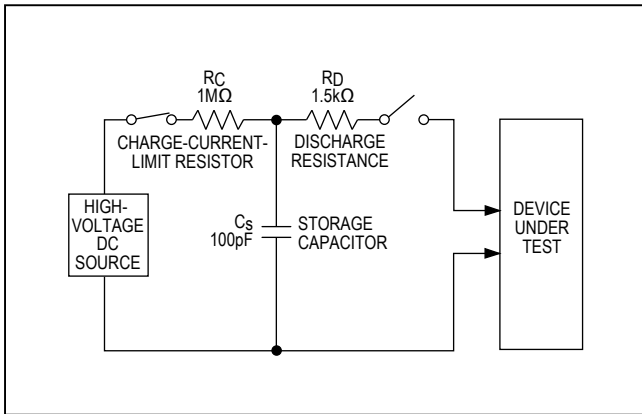 RC
1MΩ
CHARGE-CURRENT-
LIMIT RESISTOR
RD
1.5kΩ
DISCHARGE
RESISTANCE
HIGH-
VOLTAGE
DC
SOURCE
CS
100pF
STORAGE
CAPACITOR
DEVICE
UNDER
TEST